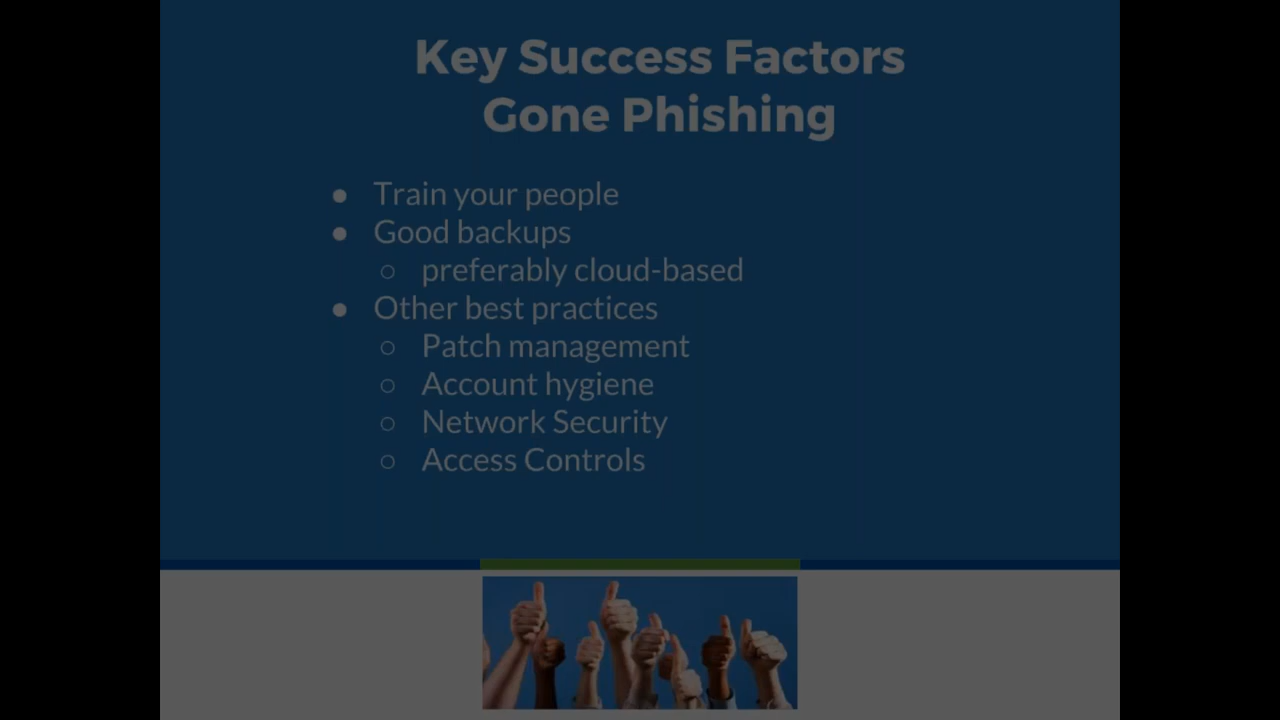 Key Success Factors
Gone Phishing
● Train your people
● Good backups
○ preferably cloud-based
● Other best practices
○ Patch management
○ Account hygiene
○ Network Security
○ Access Controls